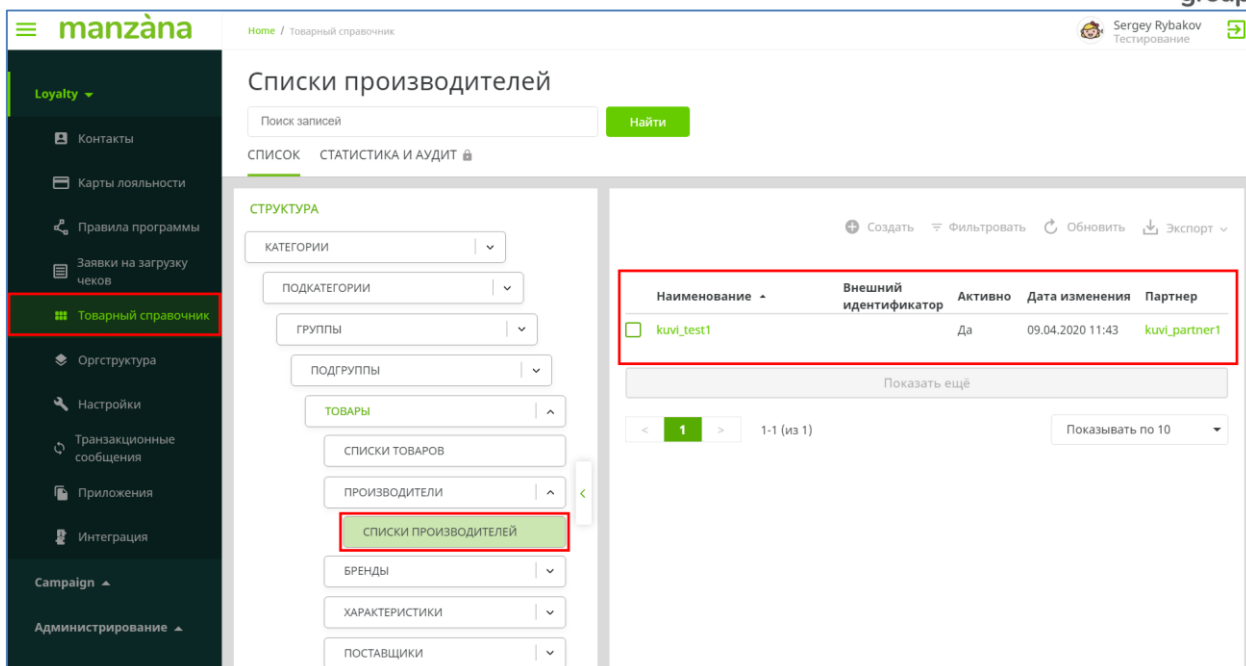 group
manzàna
Home / Товарный справочник
Sergey Rybakov
Тестирование
Loyalty
Контакты
Карты лояльности
Правила программы
Заявки на загрузку
чеков
Товарный справочник
Оргструктура
Настройки
Транзакционные
сообщения
Приложения
Интеграция
Campaign
Администрирование
Списки производителей
Поиск записей
Найти
СПИСОК СТАТИСТИКА И АУДИТ
СТРУКТУРА
КАТЕГОРИИ
ПОДКАТЕГОРИИ
ГРУППЫ
ПОДГРУППЫ
ТОВАРЫ
СПИСКИ ТОВАРОВ
ПРОИЗВОДИТЕЛИ
СПИСКИ ПРОИЗВОДИТЕЛЕЙ
БРЕНДЫ
ХАРАКТЕРИСТИКИ
ПОСТАВЩИКИ
Создать Фильтровать Обновить Экспорт
Наименование Внешний идентификатор Активно Дата изменения Партнер
kuvi_test1 Да 09.04.2020 11:43 kuvi_partner1
Показать ещё
< 1 > 1-1 (из 1) Показывать по 10